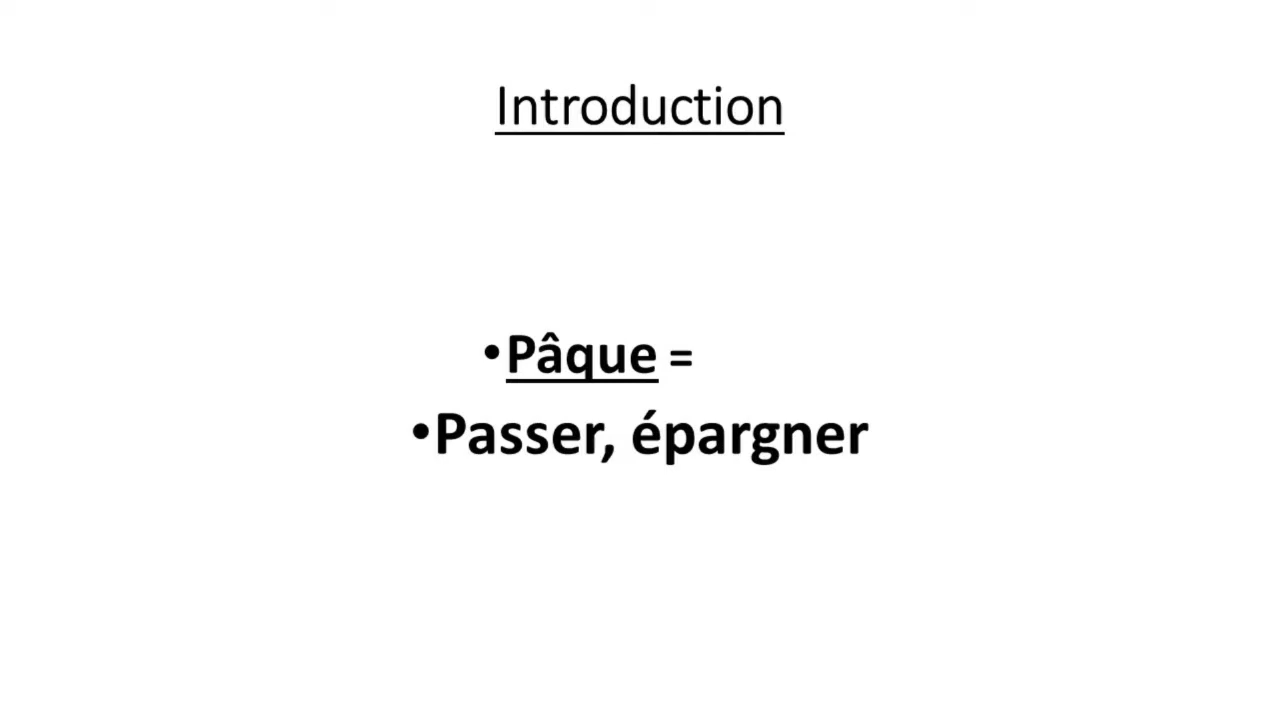 Introduction
•Pâque =
•Passer, épargner